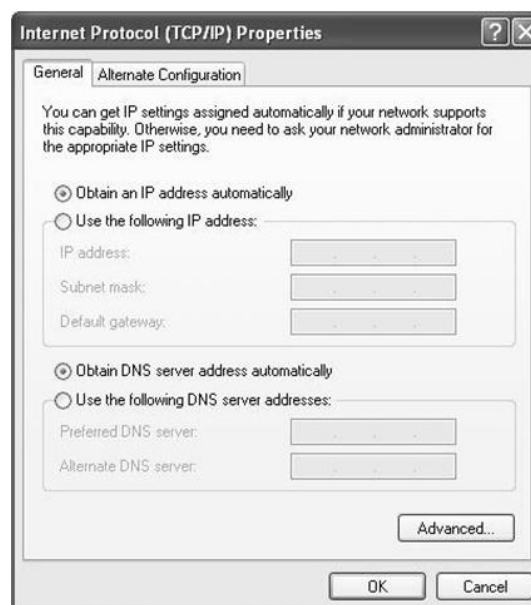 Internet Protocol (TCP/IP) Properties
General
Alternate Configuration
You can get IP settings assigned automatically if your network supports
this capability. Otherwise, you need to ask your network administrator for
the appropriate IP settings.
Obtain an IP address automatically
Use the following IP address:
IP address:
Subnet mask:
Default gateway:
Obtain DNS server address automatically
Use the following DNS server addresses:
Preferred DNS server:
Alternate DNS server:
Advanced...
OK
Cancel